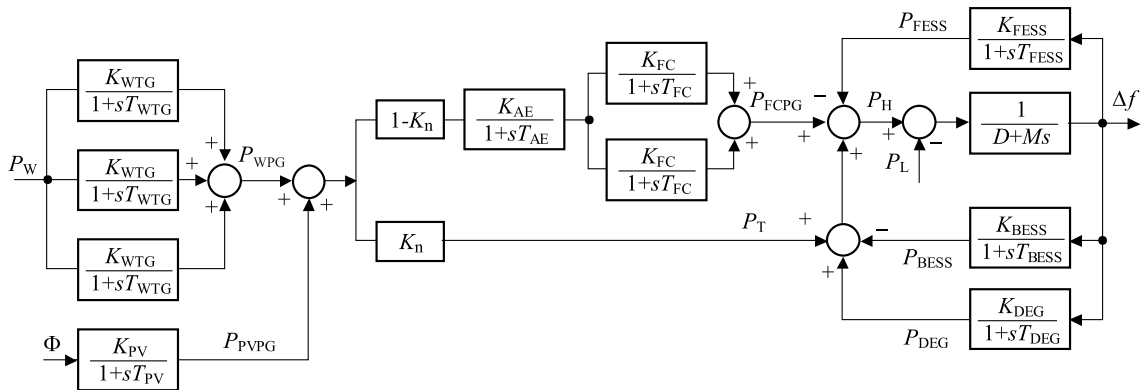 P_W
K_WTG
1+sT_WTG
K_WTG
1+sT_WTG
K_WTG
1+sT_WTG
+
+
+
P_WPG
Φ
K_PV
1+sT_PV
P_PVPG
+
+
1-K_n
K_AE
1+sT_AE
K_n
K_FC
1+sT_FC
K_FC
1+sT_FC
+
+
P_FCPG
P_T
P_FESS
K_FESS
1+sT_FESS
−
+
+
P_H
+
P_L
−
1
D+Ms
Δf
+
−
+
P_BESS
K_BESS
1+sT_BESS
P_DEG
K_DEG
1+sT_DEG